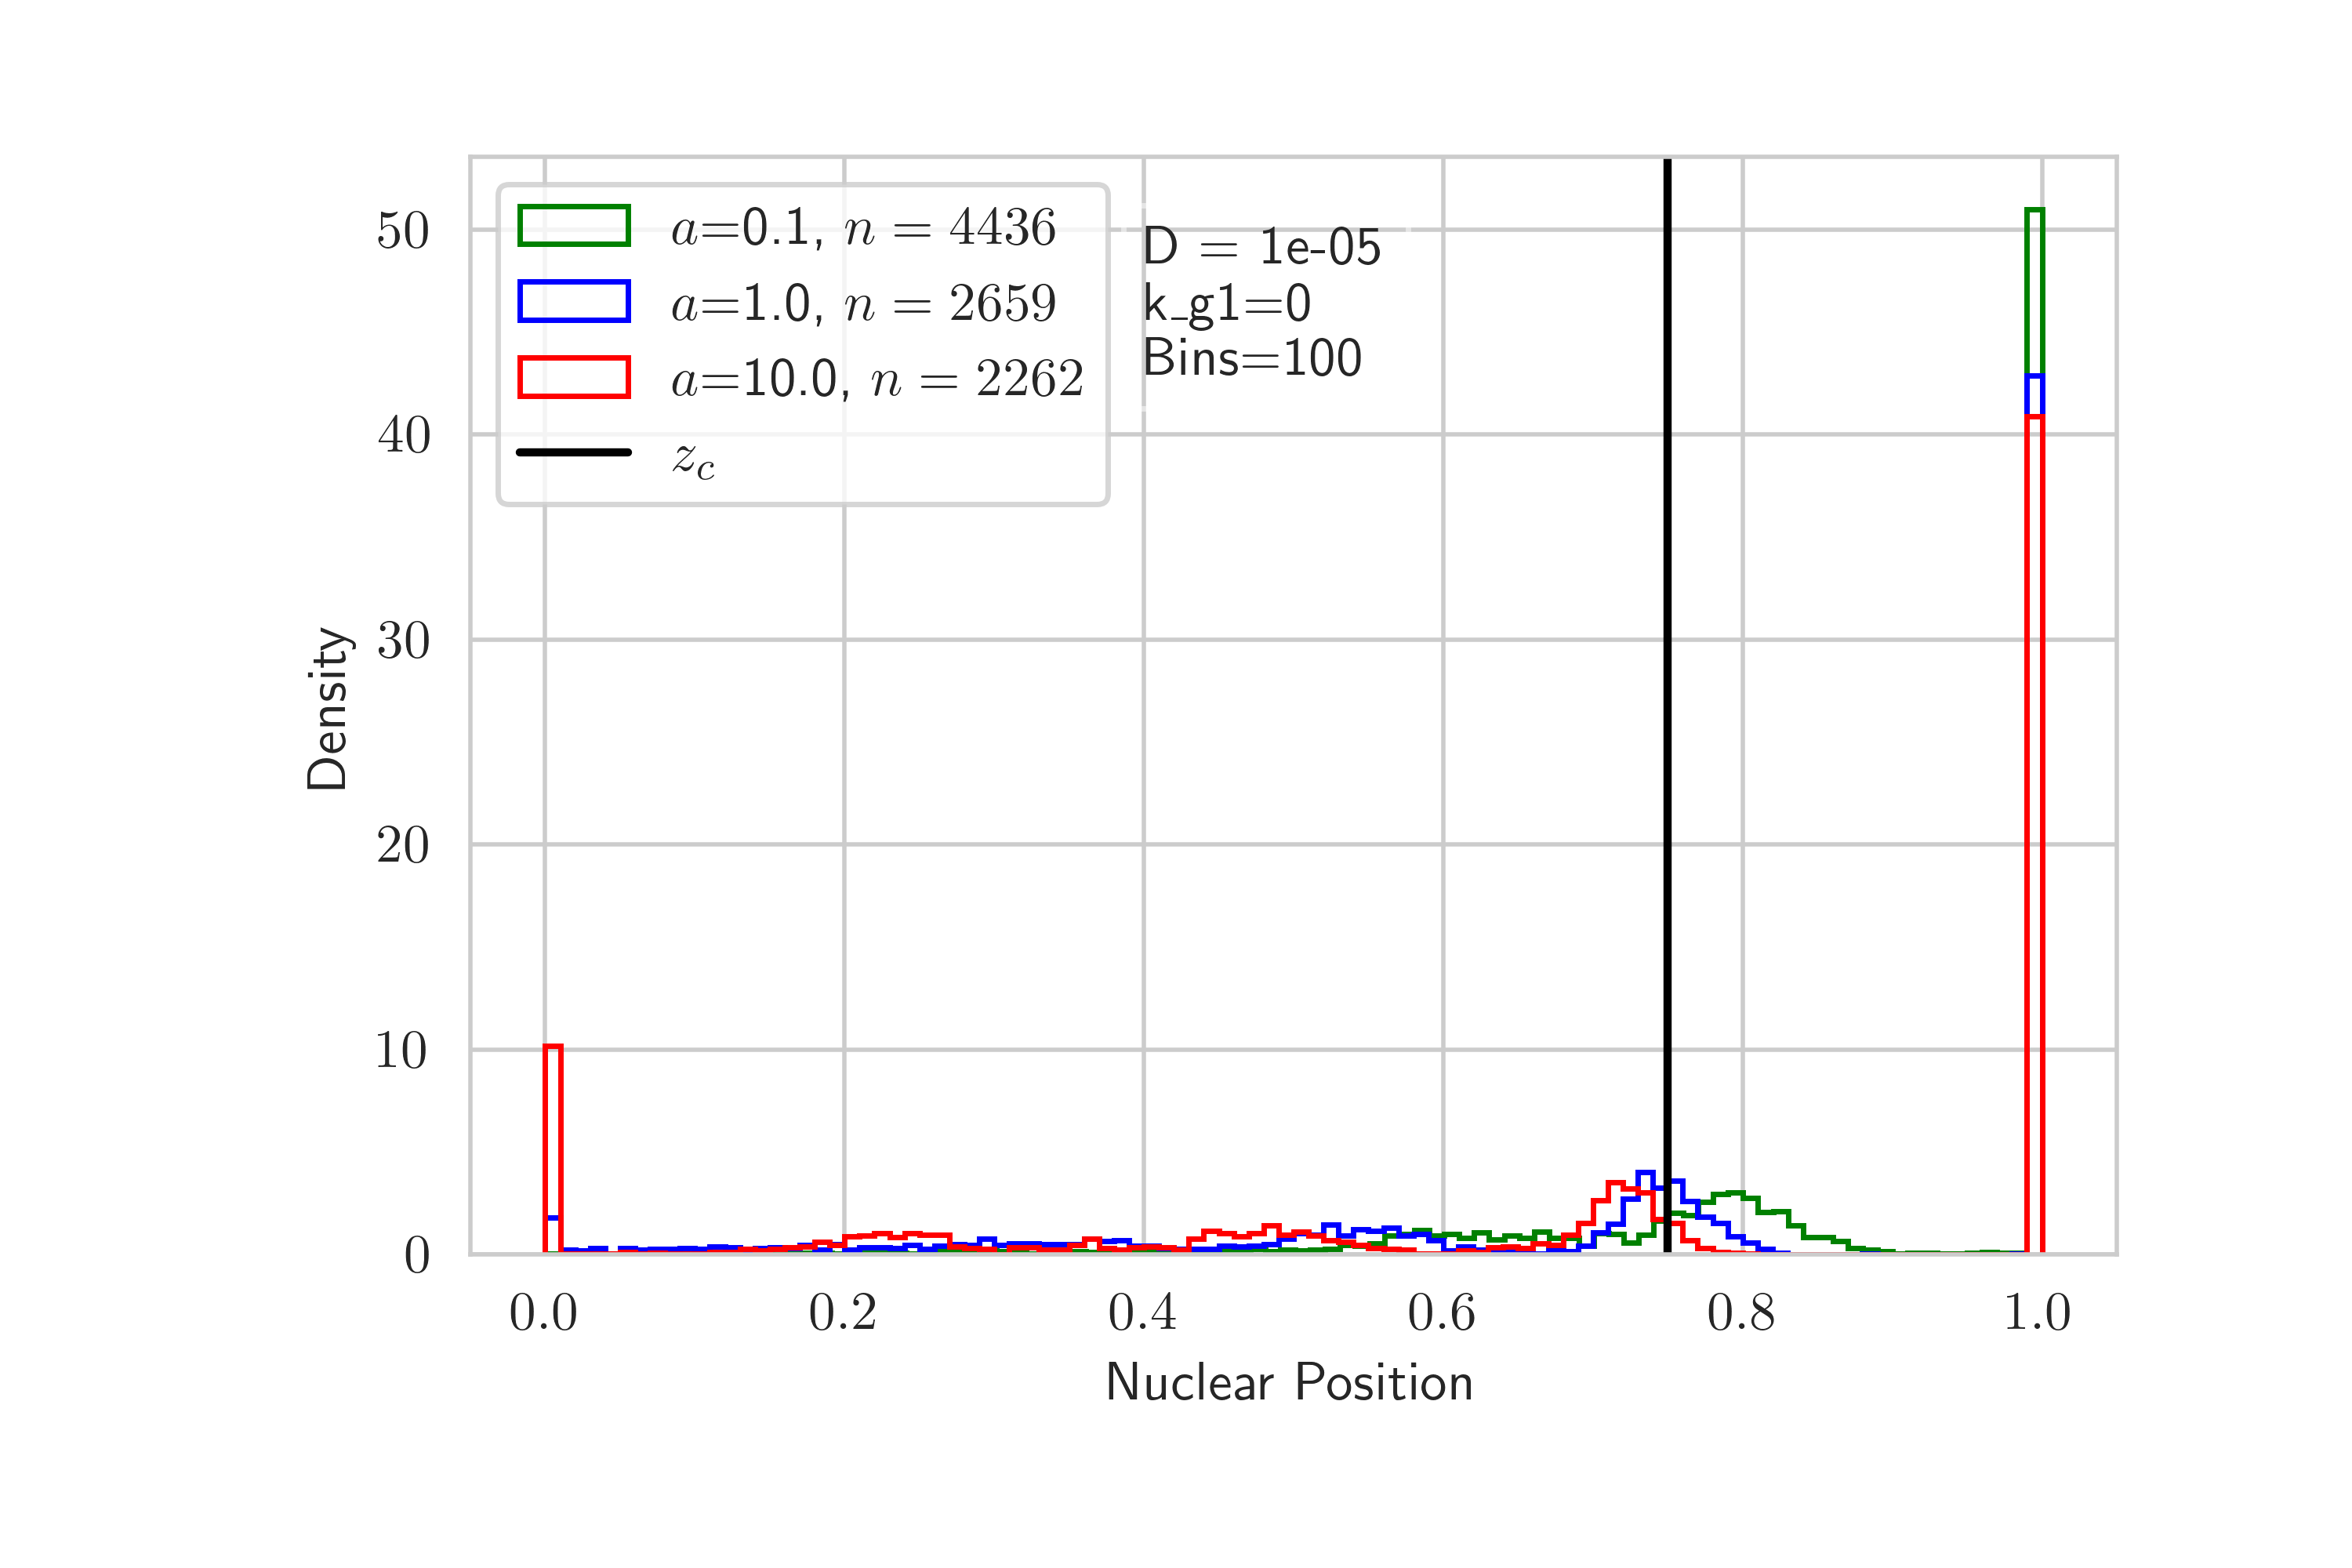 a=0.1, n = 4436
a=1.0, n = 2659
a=10.0, n = 2262
z_c
D = 1e-05
k_g1=0
Bins=100
50
40
30
20
10
0
Density
0.0 0.2 0.4 0.6 0.8 1.0
Nuclear Position